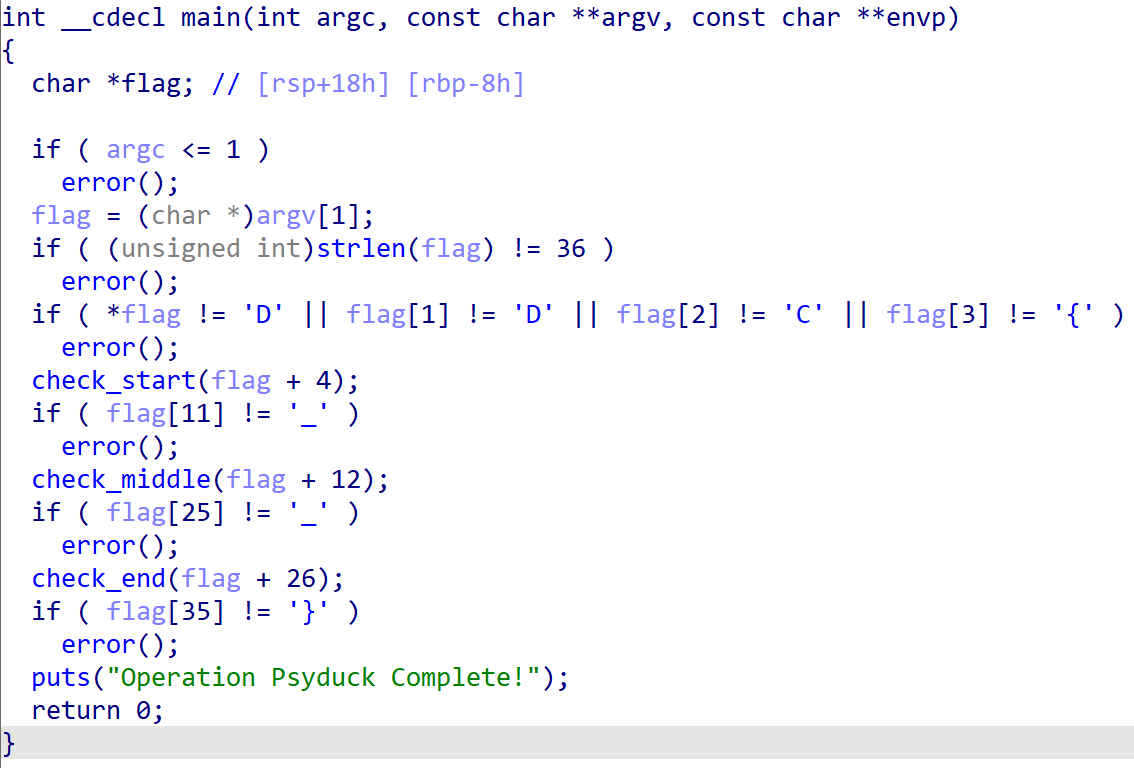 int __cdecl main(int argc, const char **argv, const char **envp)
{
  char *flag; // [rsp+18h] [rbp-8h]

  if ( argc <= 1 )
    error();
  flag = (char *)argv[1];
  if ( (unsigned int)strlen(flag) != 36 )
    error();
  if ( *flag != 'D' || flag[1] != 'D' || flag[2] != 'C' || flag[3] != '{' )
    error();
  check_start(flag + 4);
  if ( flag[11] != '_' )
    error();
  check_middle(flag + 12);
  if ( flag[25] != '_' )
    error();
  check_end(flag + 26);
  if ( flag[35] != '}' )
    error();
  puts("Operation Psyduck Complete!");
  return 0;
}